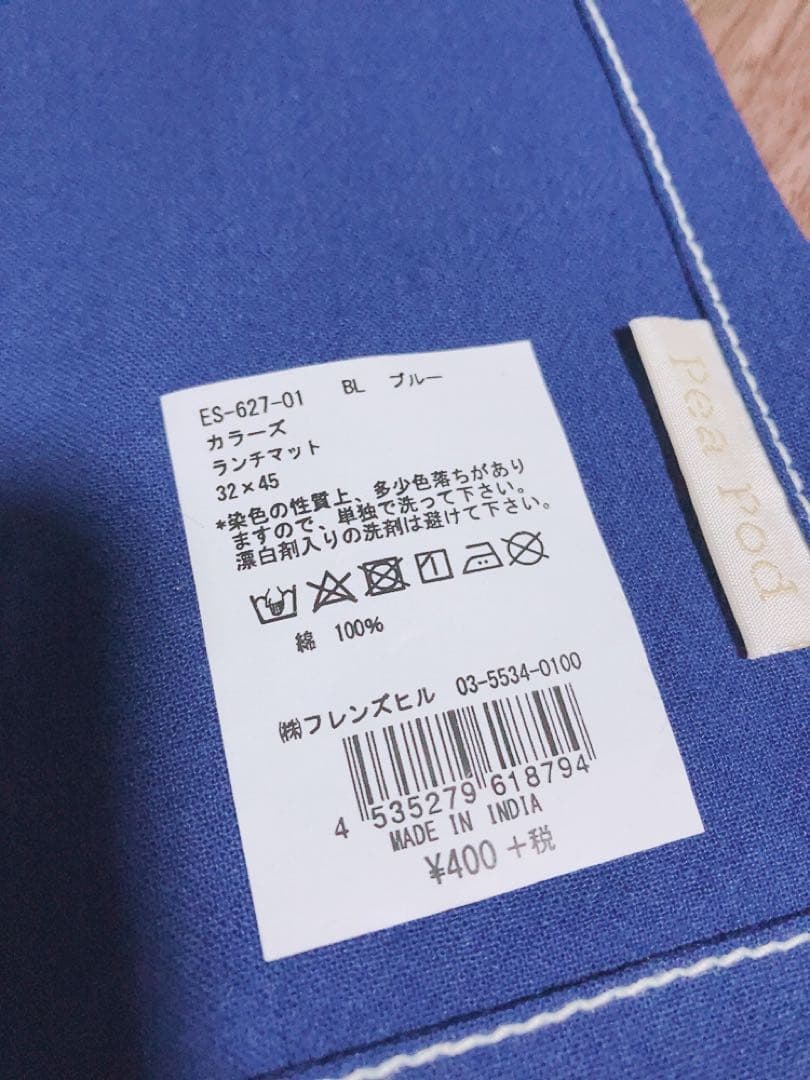 ES-627-01 BL ブルー
カラーズ
ランチマット
32×45
*染色の性質上、多少色落ちがあり
ますので、単独で洗って下さい。
漂白剤入りの洗剤は避けて下さい。
綿 100%
㈱フレンズヒル 03-5534-0100
4 535279 618794
MADE IN INDIA
¥400 +税
Pea Pod